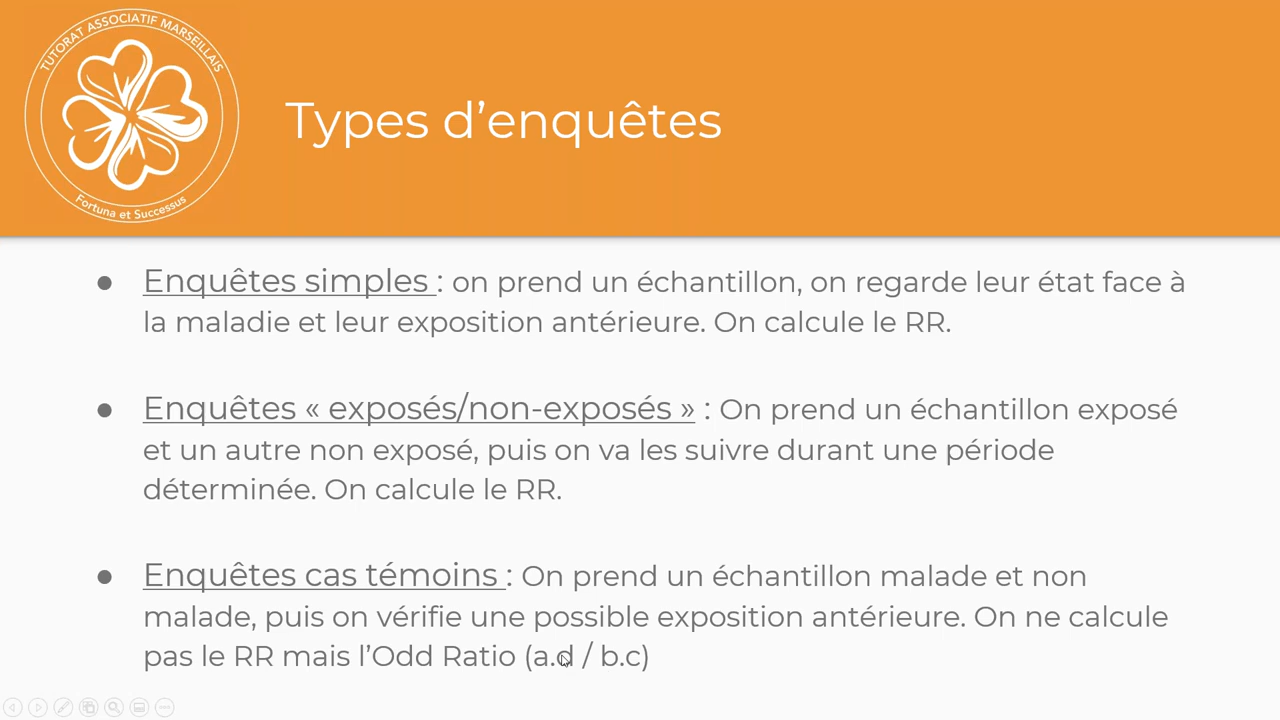 TUTORAT ASSOCIATIF MARSEILLAIS
Fortuna et Successus
Types d’enquêtes
● Enquêtes simples : on prend un échantillon, on regarde leur état face à
la maladie et leur exposition antérieure. On calcule le RR.
● Enquêtes « exposés/non-exposés » : On prend un échantillon exposé
et un autre non exposé, puis on va les suivre durant une période
déterminée. On calcule le RR.
● Enquêtes cas témoins : On prend un échantillon malade et non
malade, puis on vérifie une possible exposition antérieure. On ne calcule
pas le RR mais l’Odd Ratio (a.d / b.c)